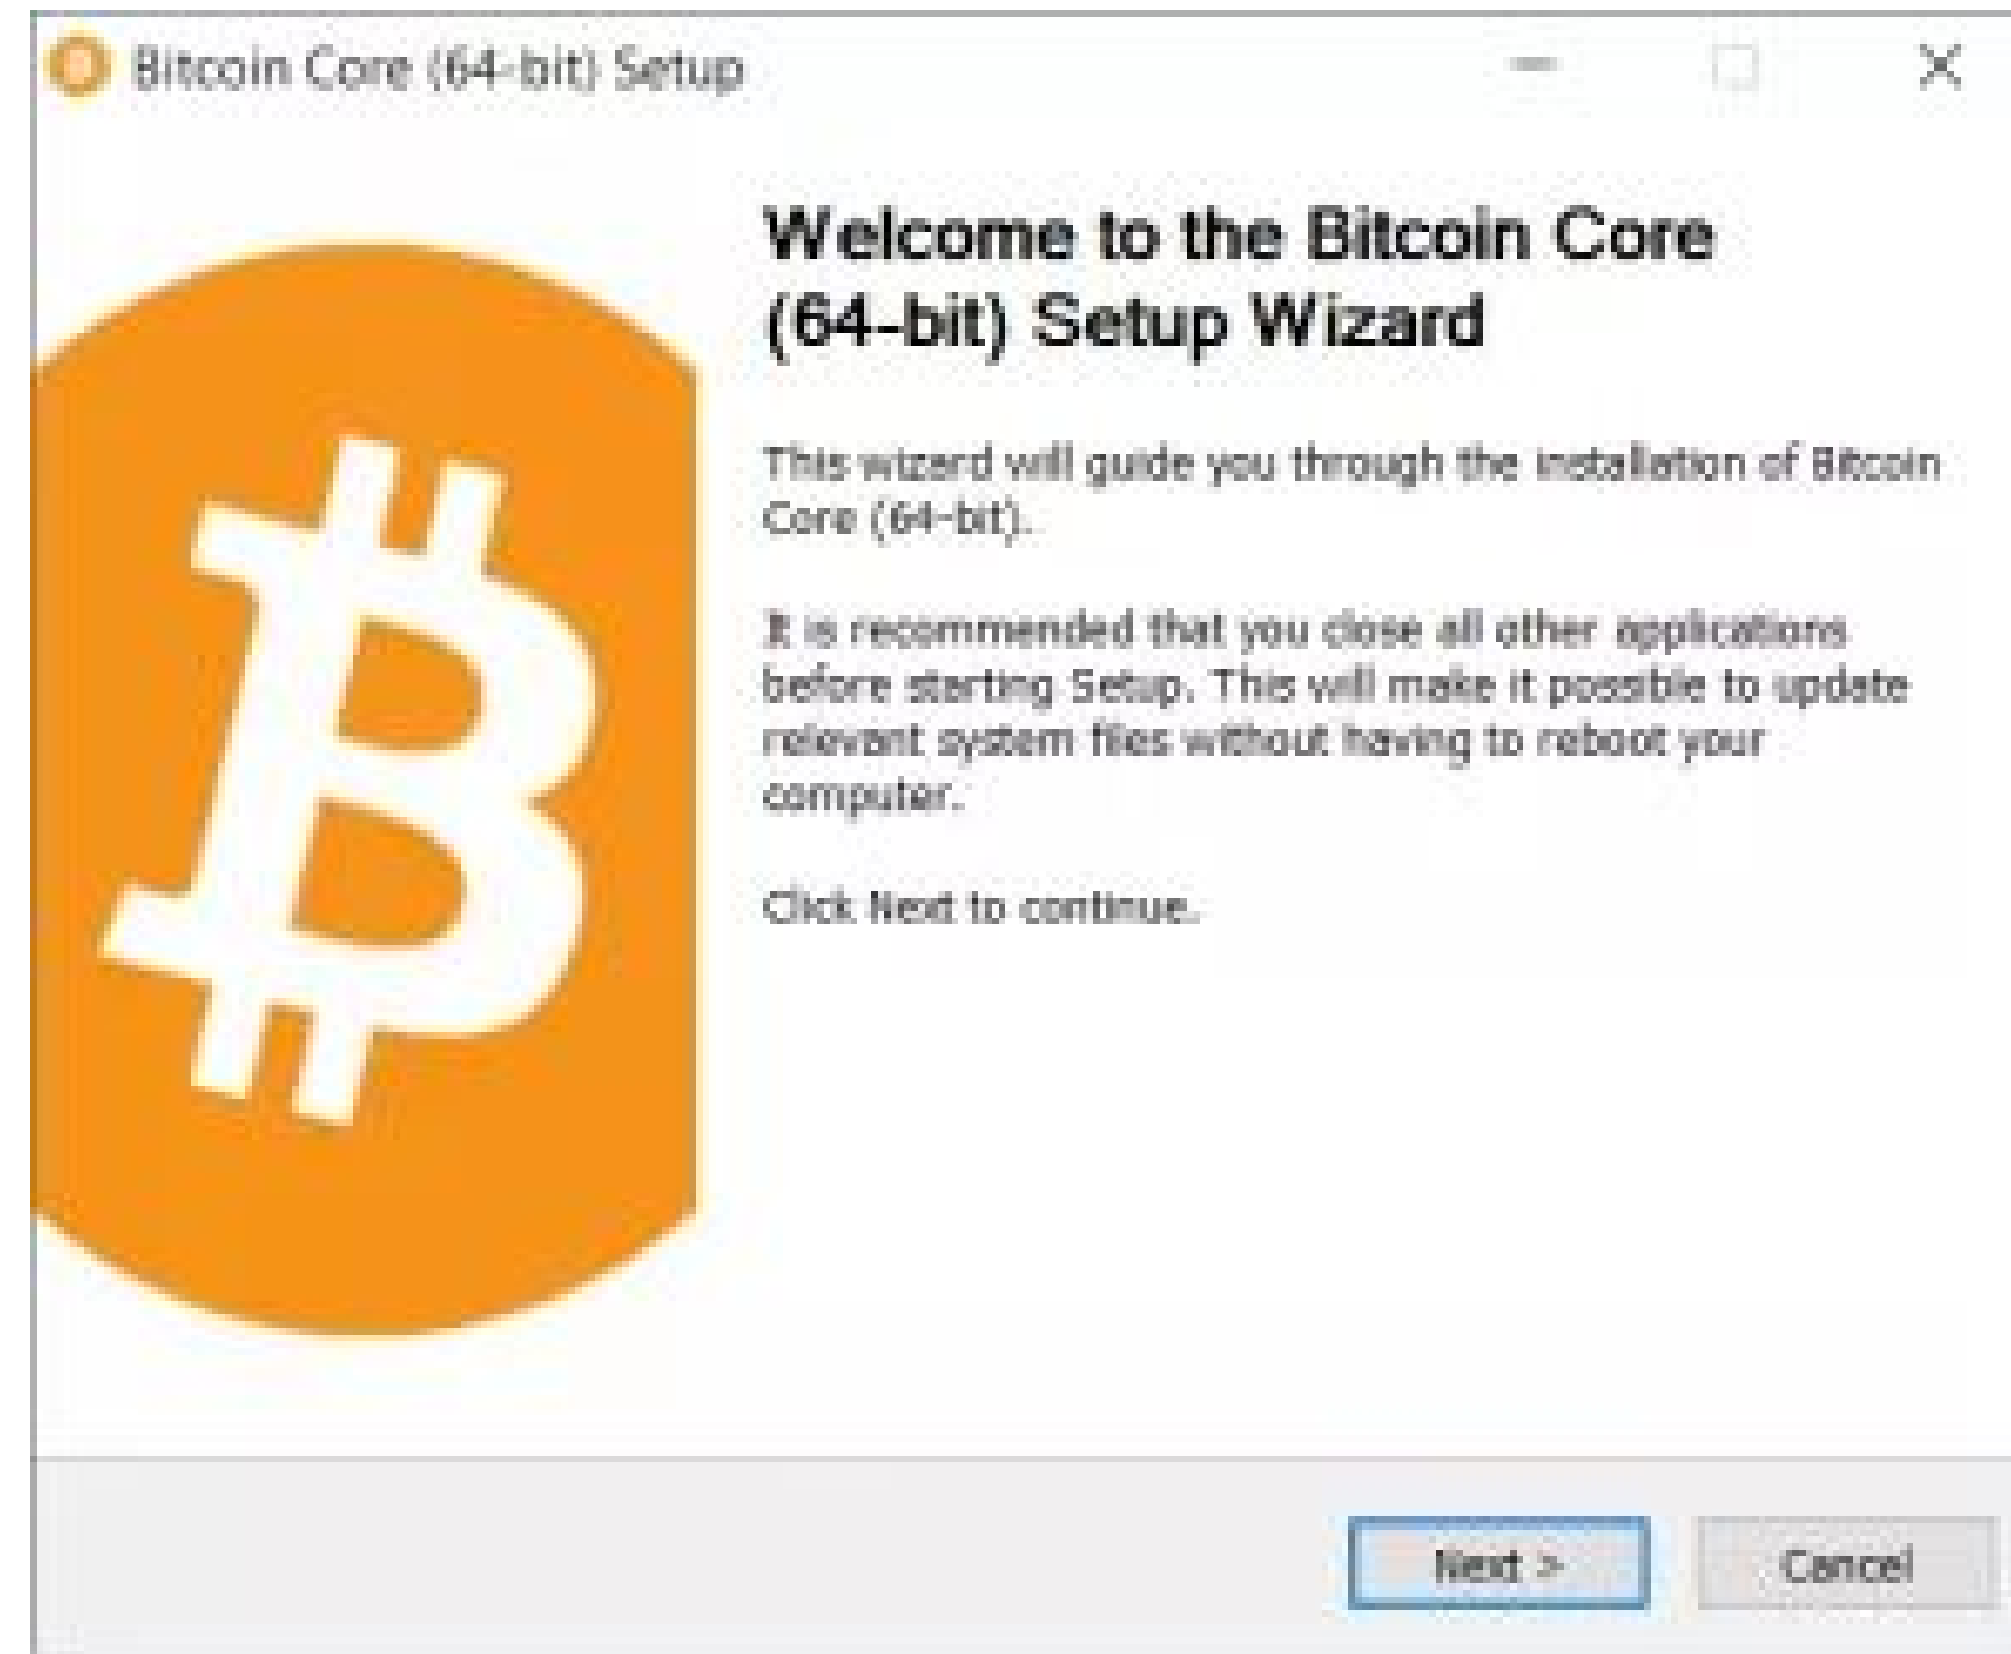 Bitcoin Core (64-bit) Setup
Welcome to the Bitcoin Core
(64-bit) Setup Wizard
This wizard will guide you through the installation of Bitcoin
Core (64-bit).
It is recommended that you close all other applications
before starting Setup. This will make it possible to update
relevant system files without having to reboot your
computer.
Click Next to continue.
Next >
Cancel